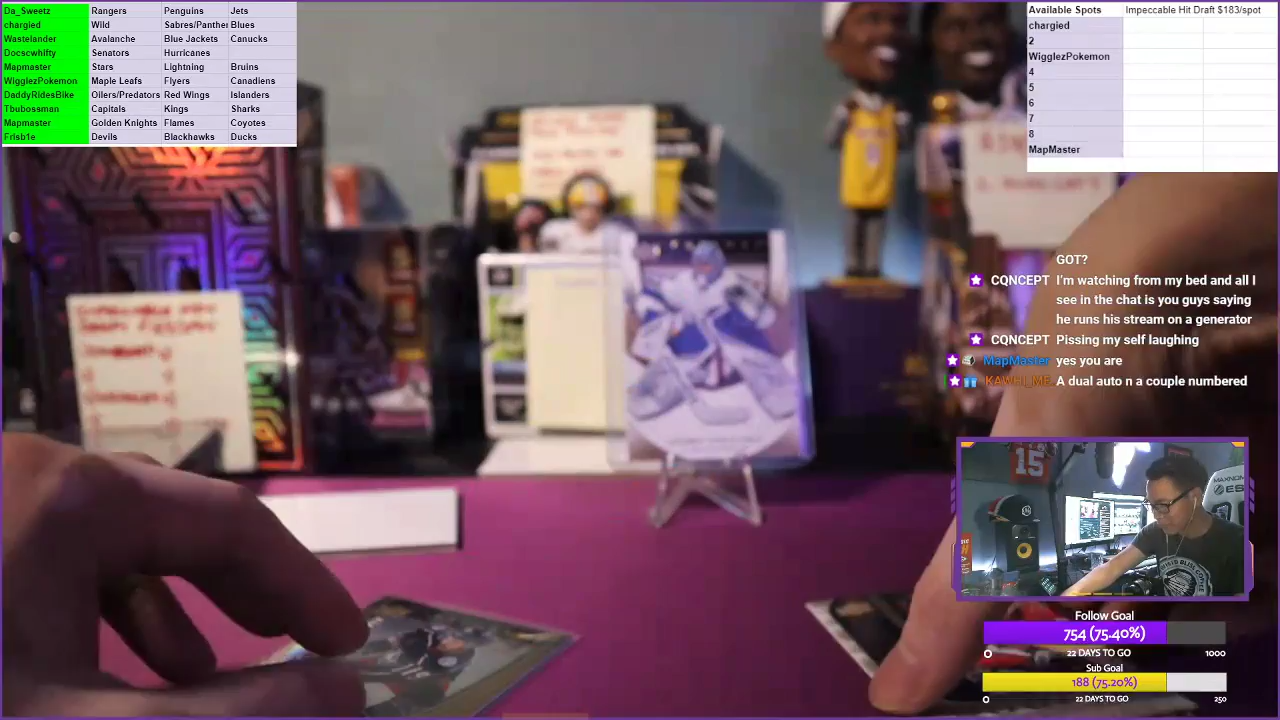 Da_Sweetz Rangers Penguins Jets
chargied Wild Sabres/Panther Blues
Wastelander Avalanche Blue Jackets Canucks
Docscwhifty Senators Hurricanes
Mapmaster Stars Lightning Bruins
WigglezPokemon Maple Leafs Flyers Canadiens
DaddyRidesBike Oilers/Predators Red Wings Islanders
Tbubossman Capitals Kings Sharks
Mapmaster Golden Knights Flames Coyotes
Frisb1e Devils Blackhawks Ducks
Available Spots Impeccable Hit Draft $183/spot
chargied
2
WigglezPokemon
4
5
6
7
8
MapMaster
GOT?
CQNCEPT I'm watching from my bed and all I
see in the chat is you guys saying
he runs his stream on a generator
CQNCEPT Pissing my self laughing
MapMaster yes you are
KAWHI_ME A dual auto n a couple numbered
15
Follow Goal
754 (75.40%)
0 22 DAYS TO GO 1000
Sub Goal
188 (75.20%)
0 22 DAYS TO GO 250